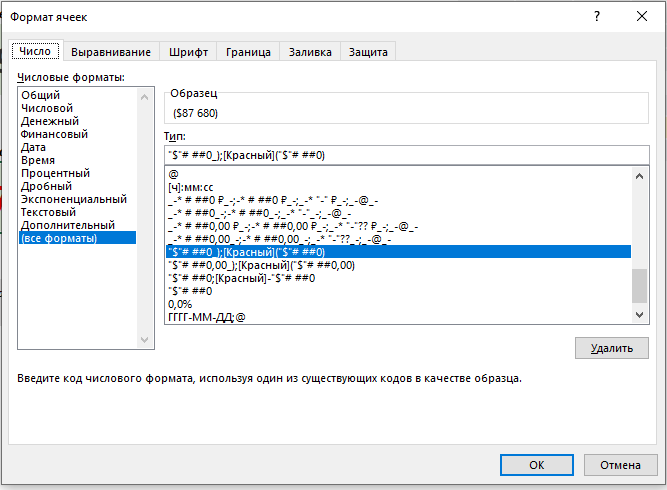 Формат ячеек
?
Число Выравнивание Шрифт Граница Заливка Защита
Числовые форматы:
Общий
Числовой
Денежный
Финансовый
Дата
Время
Процентный
Дробный
Экспоненциальный
Текстовый
Дополнительный
(все форматы)
Образец
($87 680)
Тип:
"$"# ##0_);[Красный]("$"# ##0)
@
[ч]:мм:сс
_-* # ##0 ₽_-;-* # ##0 ₽_-;_-* "-" ₽_-;_-@_-
_-* # ##0_-;-* # ##0_-;_-* "-"_-;_-@_-
_-* # ##0,00 ₽_-;-* # ##0,00 ₽_-;_-* "-"?? ₽_-;_-@_-
_-* # ##0,00_-;-* # ##0,00_-;_-* "-"??_-;_-@_-
"$"# ##0_);[Красный]("$"# ##0)
"$"# ##0,00_);[Красный]("$"# ##0,00)
"$"# ##0;[Красный]-"$"# ##0
"$"# ##0
0,0%
ГГГГ-ММ-ДД;@
Удалить
Введите код числового формата, используя один из существующих кодов в качестве образца.
ОК
Отмена